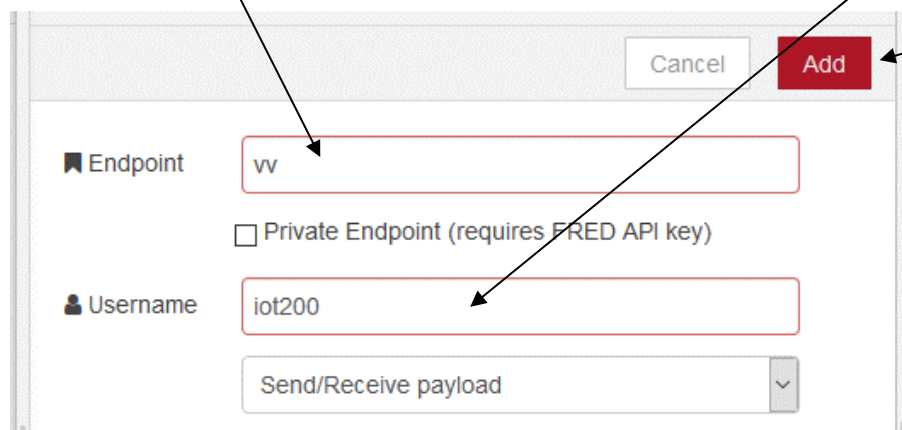 Cancel Add
Endpoint vv
Private Endpoint (requires FRED API key)
Username iot200
Send/Receive payload